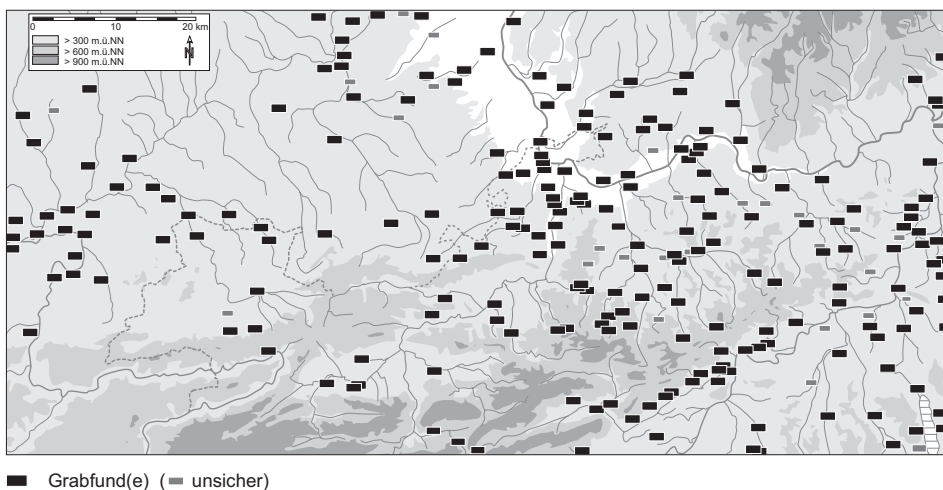 0 10 20 km
> 300 m.ü.NN
> 600 m.ü.NN
> 900 m.ü.NN
N
Grabfund(e) ( unsicher)